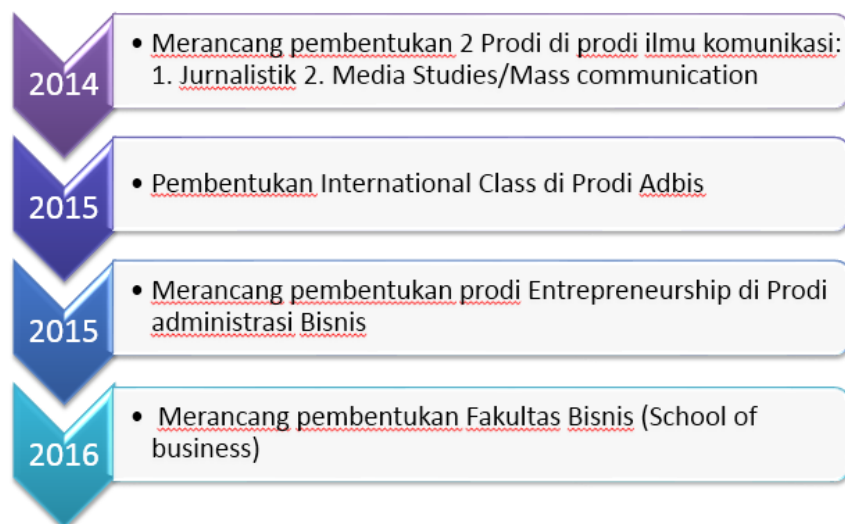 2014
• Merancang pembentukan 2 Prodi di prodi ilmu komunikasi:
1. Jurnalistik 2. Media Studies/Mass communication
2015
• Pembentukan International Class di Prodi Adbis
2015
• Merancang pembentukan prodi Entrepreneurship di Prodi
administrasi Bisnis
2016
• Merancang pembentukan Fakultas Bisnis (School of
business)